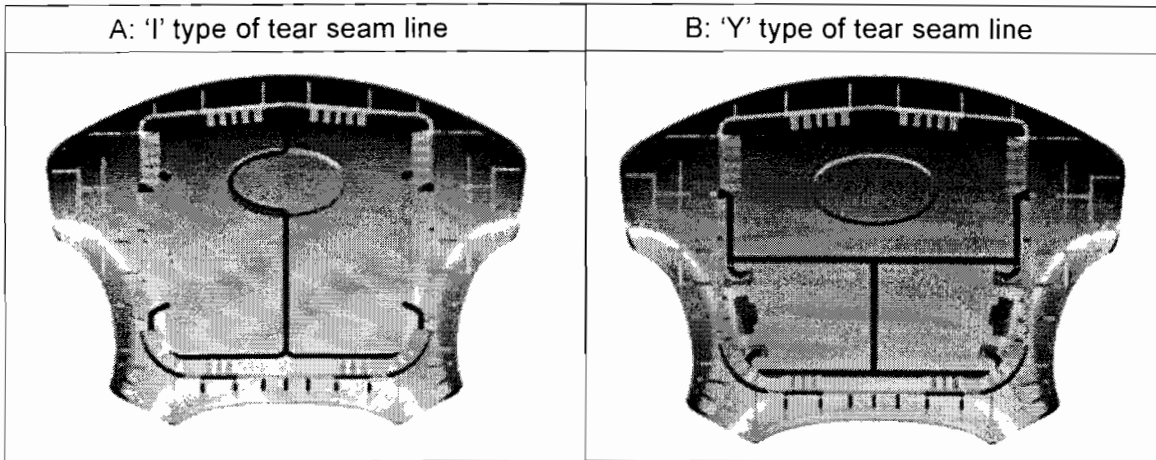 A: ‘I’ type of tear seam line
B: ‘Y’ type of tear seam line